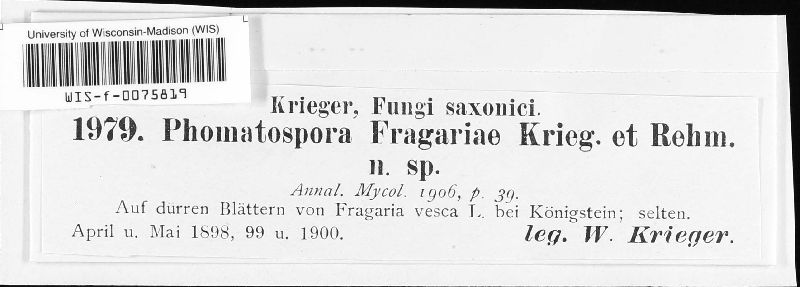 University of Wisconsin-Madison (WIS)
WIS-f-0075819
Krieger, Fungi saxonici.
1979. Phomatospora Fragariae Krieg. et Rehm.
n. sp.
Annal. Mycol. 1906, p. 39.
Auf dürren Blättern von Fragaria vesca L. bei Königstein; selten.
April u. Mai 1898, 99 u. 1900.
leg. W. Krieger.